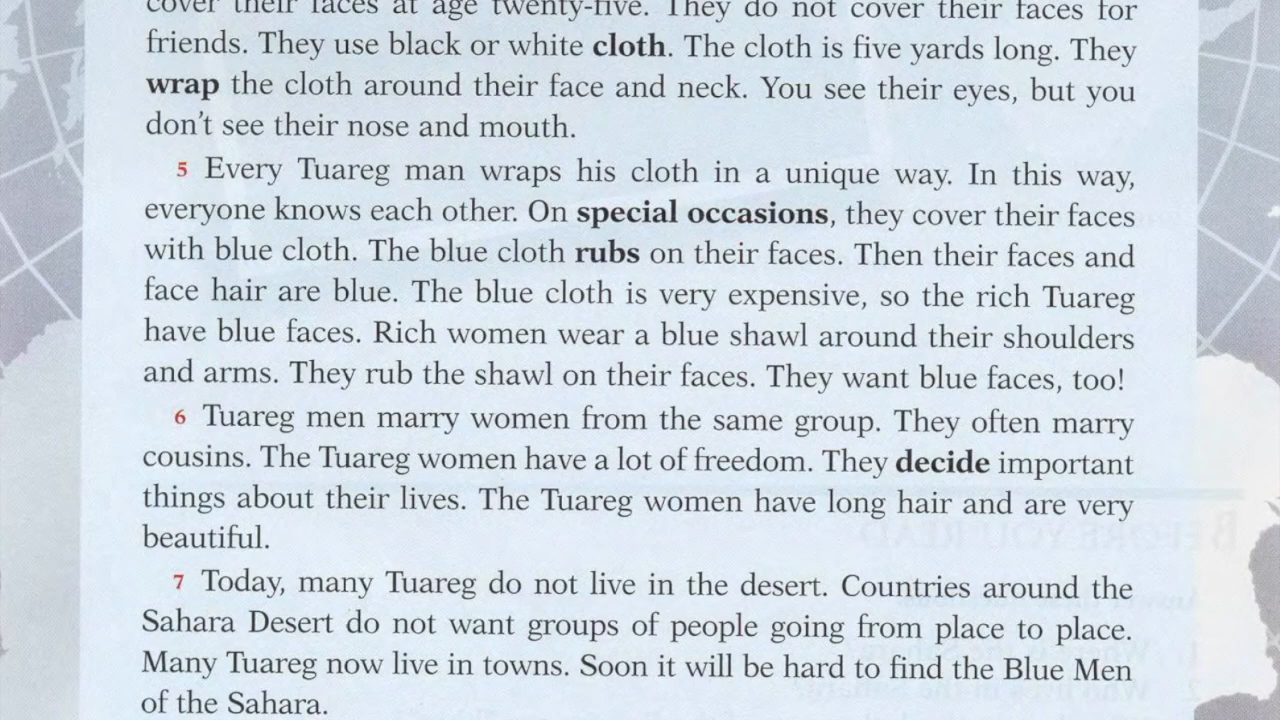 cover their faces at age twenty-five. They do not cover their faces for
friends. They use black or white cloth. The cloth is five yards long. They
wrap the cloth around their face and neck. You see their eyes, but you
don't see their nose and mouth.
5 Every Tuareg man wraps his cloth in a unique way. In this way,
everyone knows each other. On special occasions, they cover their faces
with blue cloth. The blue cloth rubs on their faces. Then their faces and
face hair are blue. The blue cloth is very expensive, so the rich Tuareg
have blue faces. Rich women wear a blue shawl around their shoulders
and arms. They rub the shawl on their faces. They want blue faces, too!
6 Tuareg men marry women from the same group. They often marry
cousins. The Tuareg women have a lot of freedom. They decide important
things about their lives. The Tuareg women have long hair and are very
beautiful.
7 Today, many Tuareg do not live in the desert. Countries around the
Sahara Desert do not want groups of people going from place to place.
Many Tuareg now live in towns. Soon it will be hard to find the Blue Men
of the Sahara.